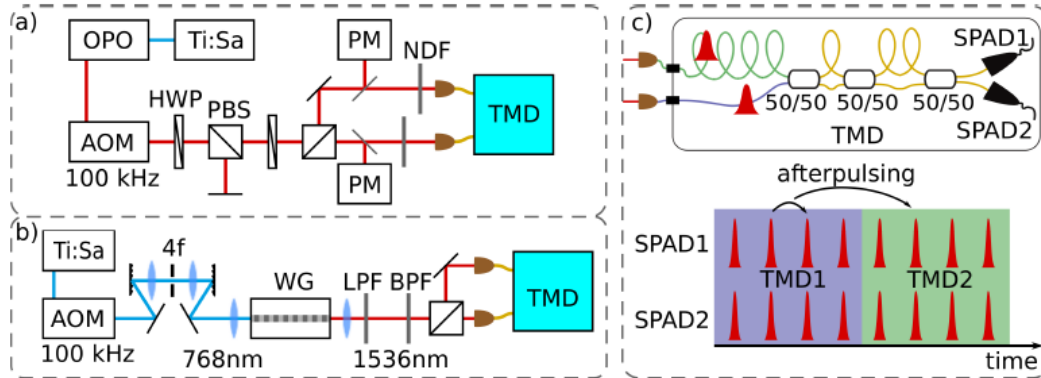 a)
OPO
Ti:Sa
PM
NDF
HWP
PBS
TMD
AOM
100 kHz
PM
b)
Ti:Sa
4f
WG
LPF
BPF
TMD
AOM
100 kHz
768nm
1536nm
c)
SPAD1
50/50
50/50
50/50
SPAD2
TMD
afterpulsing
SPAD1
TMD1
TMD2
SPAD2
time